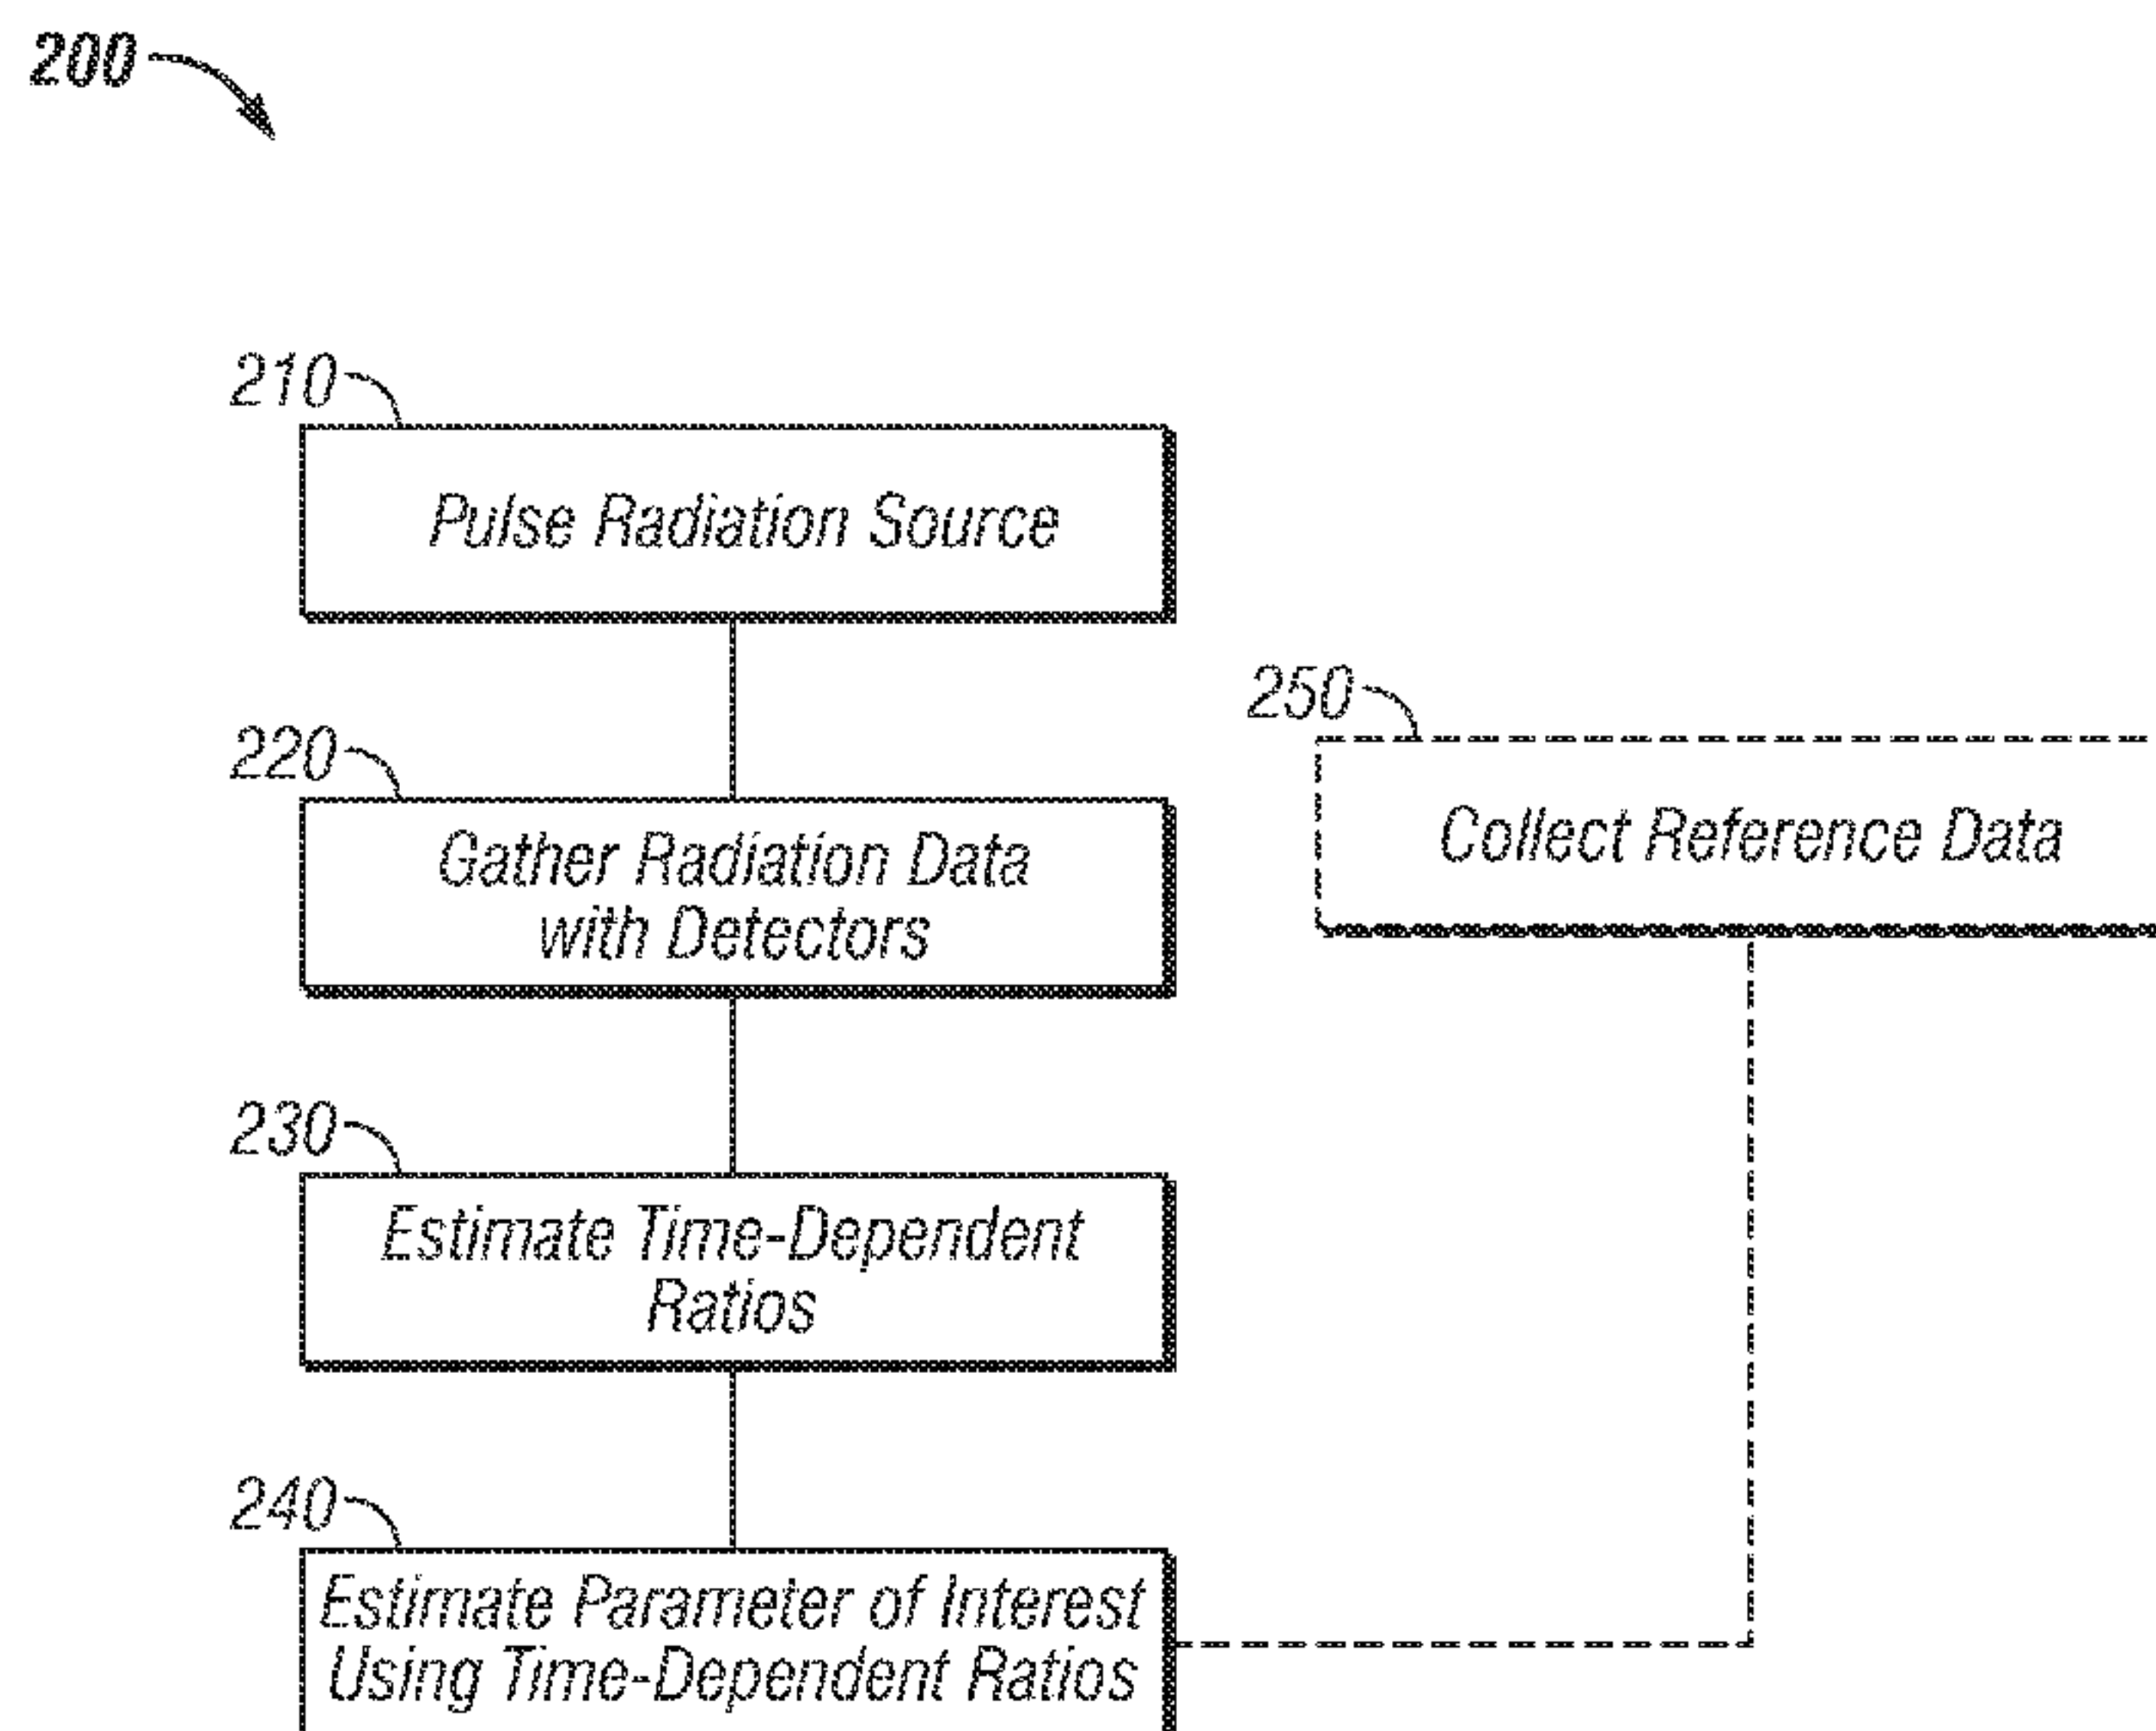 200
210
Pulse Radiation Source
220
Gather Radiation Data
with Detectors
250
Collect Reference Data
230
Estimate Time-Dependent
Ratios
240
Estimate Parameter of Interest
Using Time-Dependent Ratios